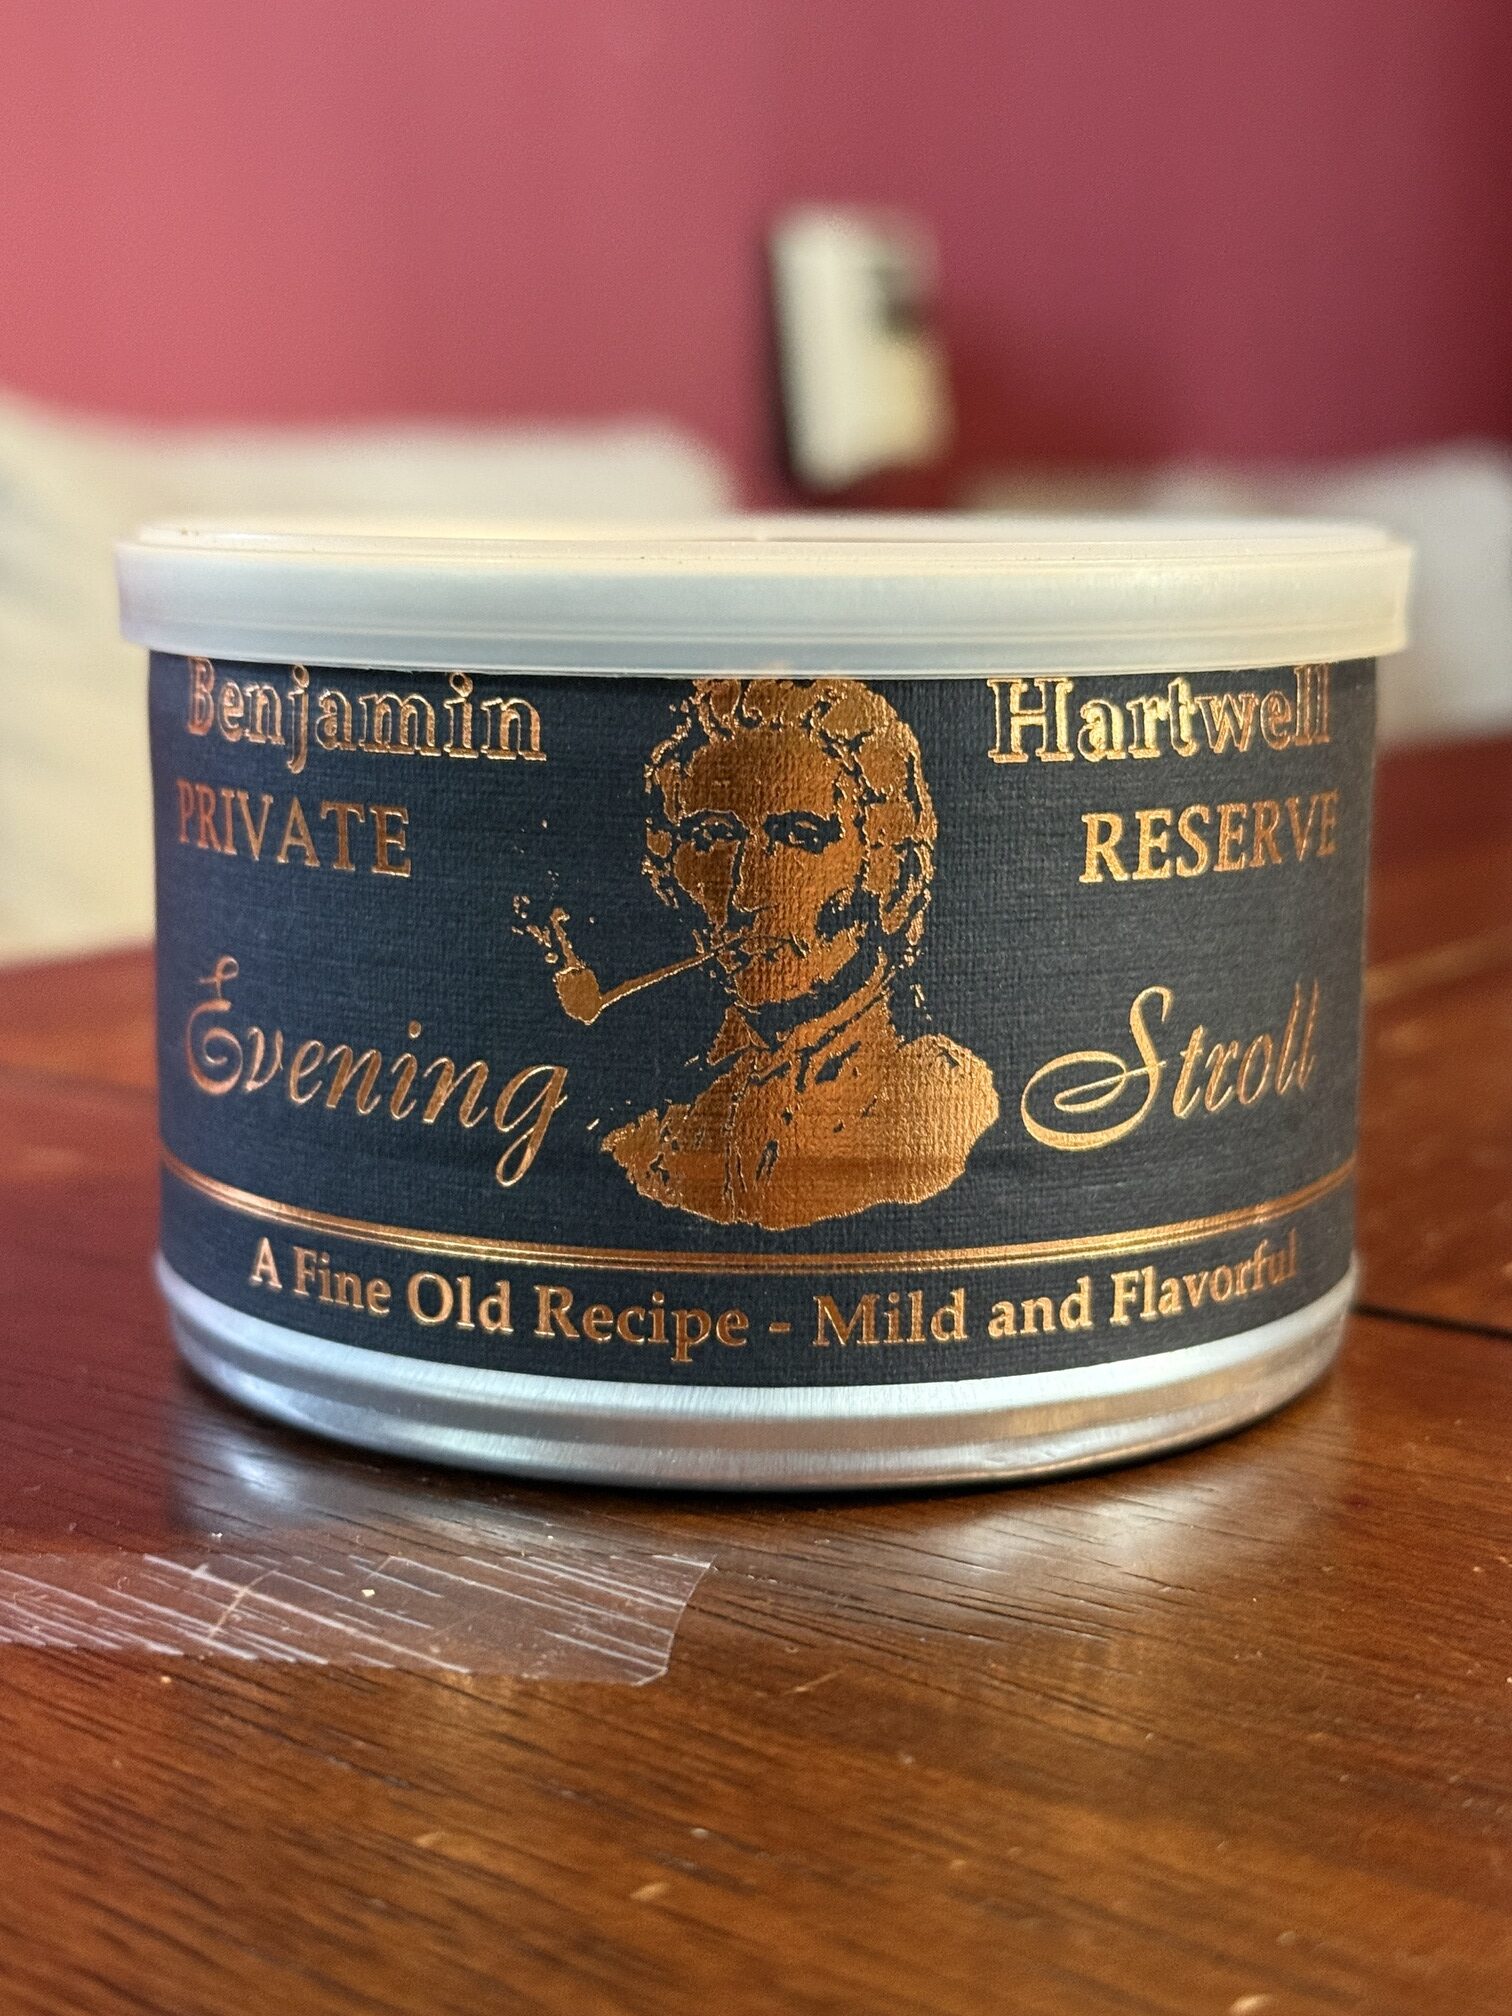 Benjamin Hartwell
PRIVATE RESERVE
Evening Stroll
A Fine Old Recipe - Mild and Flavorful